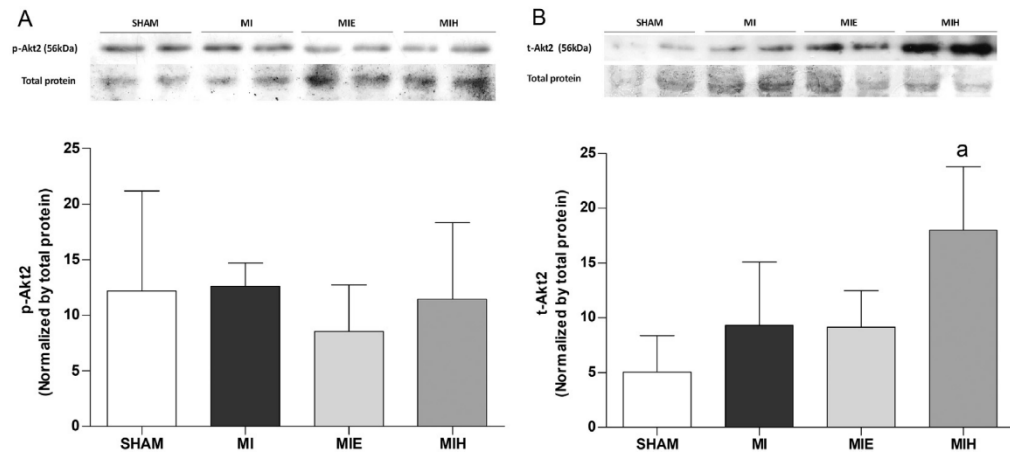 A
SHAM MI MIE MIH
p-Akt2 (56kDa)
Total protein
25
20
15
10
5
0
p-Akt2
(Normalized by total protein)
SHAM MI MIE MIH
B
SHAM MI MIE MIH
t-Akt2 (56kDa)
Total protein
a
25
20
15
10
5
0
t-Akt2
(Normalized by total protein)
SHAM MI MIE MIH